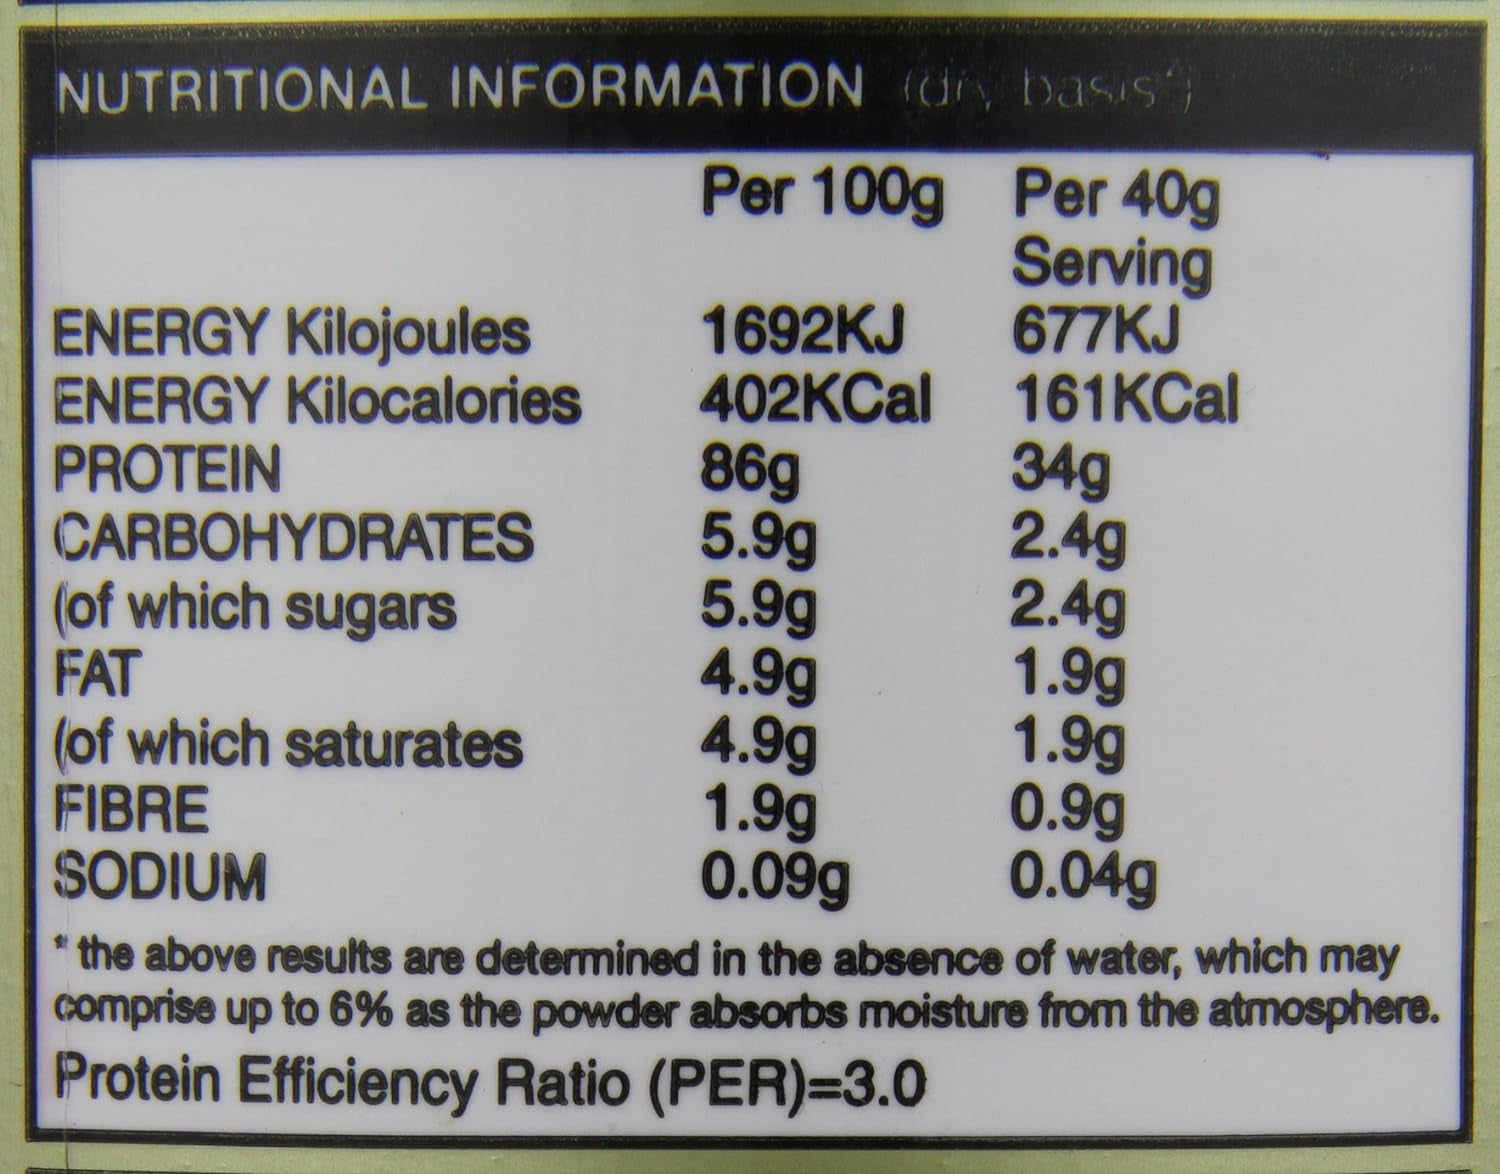 NUTRITIONAL INFORMATION (dry basis*)
Per 100g Per 40g
Serving
ENERGY Kilojoules 1692KJ 677KJ
ENERGY Kilocalories 402KCal 161KCal
PROTEIN 86g 34g
CARBOHYDRATES 5.9g 2.4g
(of which sugars 5.9g 2.4g
FAT 4.9g 1.9g
(of which saturates 4.9g 1.9g
FIBRE 1.9g 0.9g
SODIUM 0.09g 0.04g
* the above results are determined in the absence of water, which may
comprise up to 6% as the powder absorbs moisture from the atmosphere.
Protein Efficiency Ratio (PER)=3.0